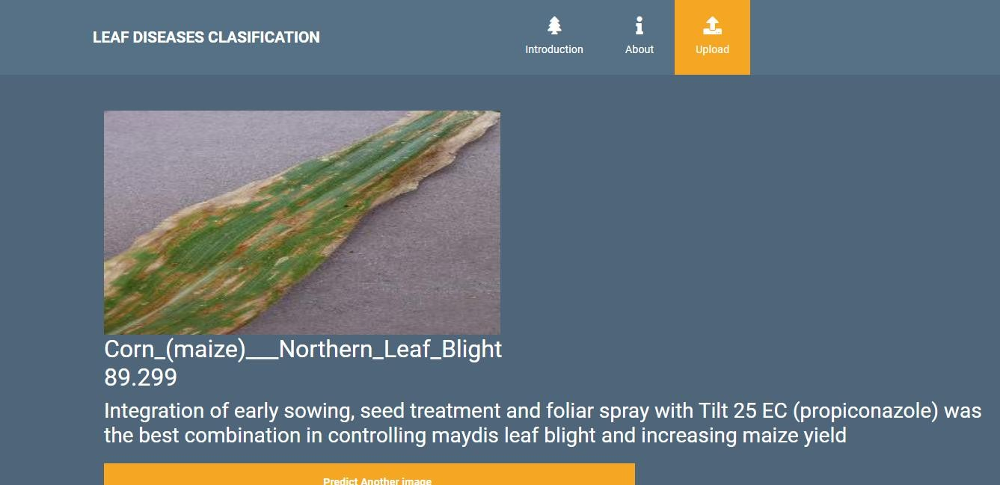 LEAF DISEASES CLASIFICATION
Introduction
About
Upload
Corn_(maize)___Northern_Leaf_Blight
89.299
Integration of early sowing, seed treatment and foliar spray with Tilt 25 EC (propiconazole) was
the best combination in controlling maydis leaf blight and increasing maize yield
Predict Another image